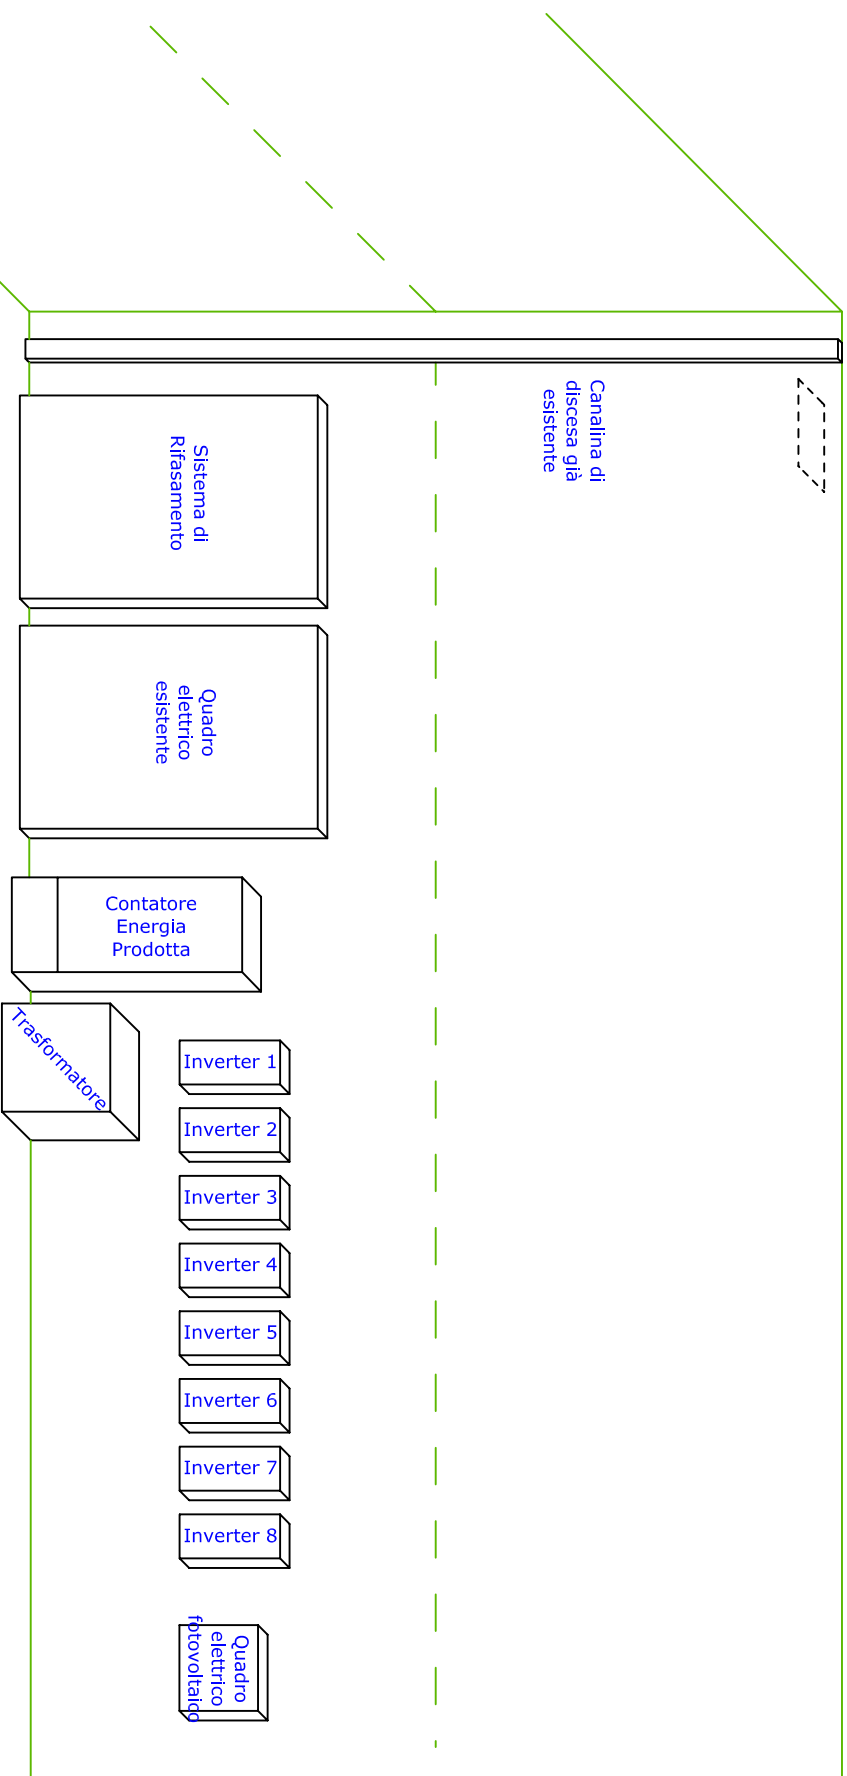 Canalina di
discesa già
esistente
Sistema di
Rifasamento
Quadro
elettrico
esistente
Contatore
Energia
Prodotta
Trasformatore
Inverter 1
Inverter 2
Inverter 3
Inverter 4
Inverter 5
Inverter 6
Inverter 7
Inverter 8
Quadro
elettrico
fotovoltaico